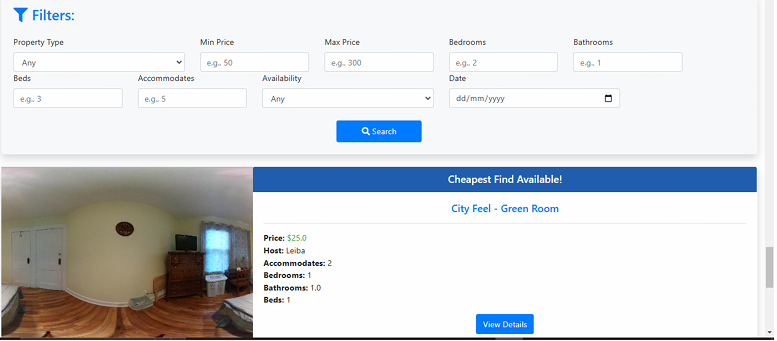 Filters:
Property Type Min Price Max Price Bedrooms Bathrooms
Any e.g., 50 e.g., 300 e.g., 2 e.g., 1
Beds Accommodates Availability Date
e.g., 3 e.g., 5 Any dd/mm/yyyy
Search
Cheapest Find Available!
City Feel - Green Room
Price: $25.0
Host: Leiba
Accommodates: 2
Bedrooms: 1
Bathrooms: 1.0
Beds: 1
View Details